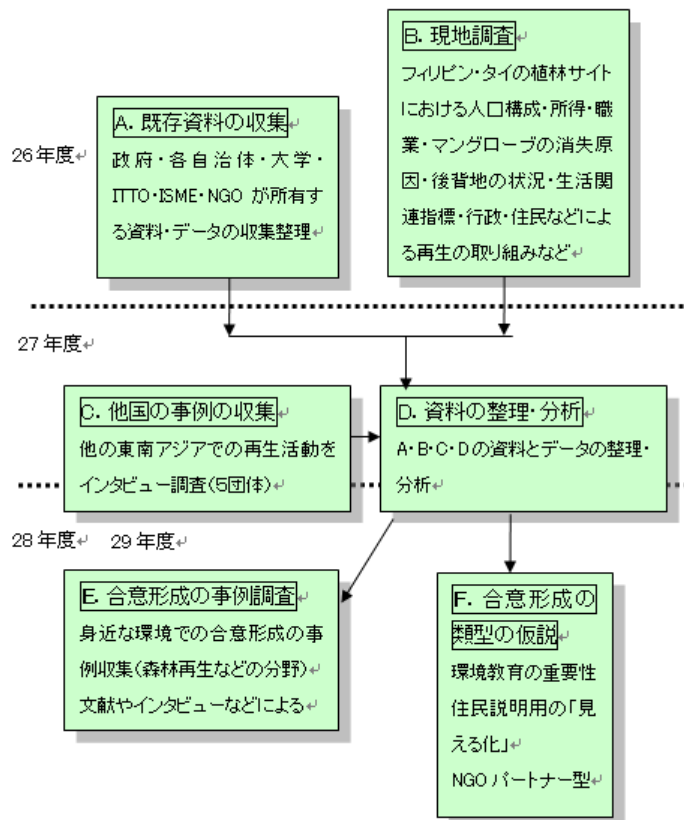 26年度↵
A. 既存資料の収集↵
政府・各自治体・大学・
ITTO・ISME・NGO が所有す
る資料・データの収集整理↵
B. 現地調査↵
フィリピン・タイの植林サイト
における人口構成・所得・職
業・マングローブの消失原
因・後背地の状況・生活関
連指標・行政・住民などによ
る再生の取り組みなど↵
27年度↵
C. 他国の事例の収集↵
他の東南アジアでの再生活動を
インタビュー調査(5団体)↵
D. 資料の整理・分析↵
A・B・C・Dの資料とデータの整理・
分析↵
28年度↵ 29年度↵
E. 合意形成の事例調査↵
身近な環境での合意形成の事
例収集(森林再生などの分野)
文献やインタビューなどによる↵
F. 合意形成の
類型の仮説↵
環境教育の重要性
住民説明用の「見
える化」↵
NGOパートナー型↵